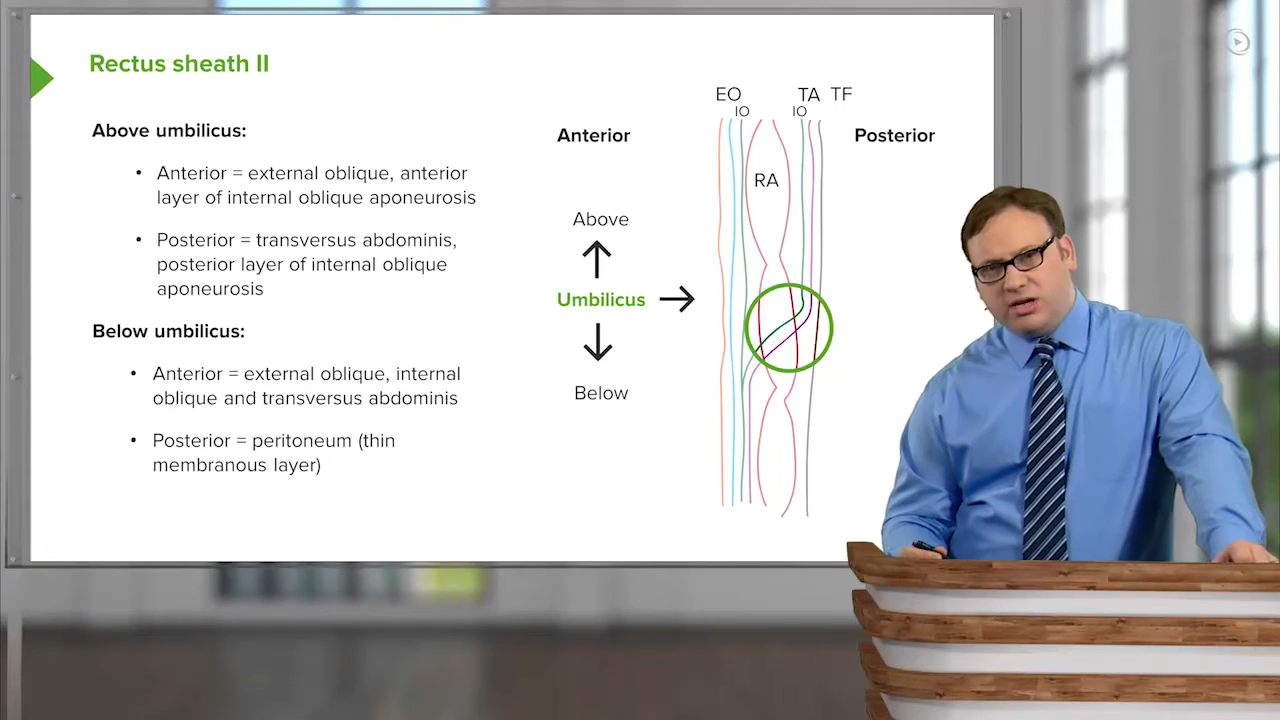 Rectus sheath II
Above umbilicus:
• Anterior = external oblique, anterior
layer of internal oblique aponeurosis
• Posterior = transversus abdominis,
posterior layer of internal oblique
aponeurosis
Below umbilicus:
• Anterior = external oblique, internal
oblique and transversus abdominis
• Posterior = peritoneum (thin
membranous layer)
EO
IO
TA
IO
TF
Anterior
Posterior
RA
Above
Umbilicus
Below